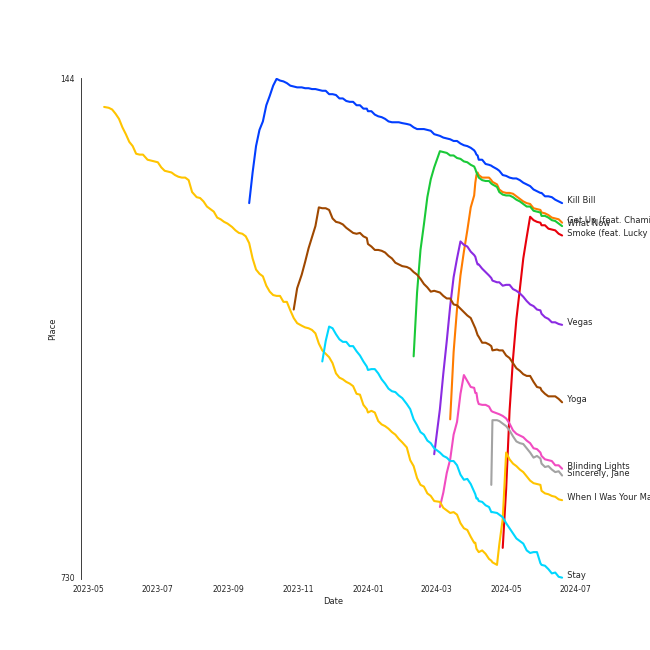 144
Kill Bill
Get Up (feat. Chami
What Now
Smoke (feat. Lucky
Vegas
Place
Yoga
Blinding Lights
Sincerely, Jane
When I Was Your Ma
Stay
730
2023-05 2023-07 2023-09 2023-11 2024-01 2024-03 2024-05 2024-07
Date